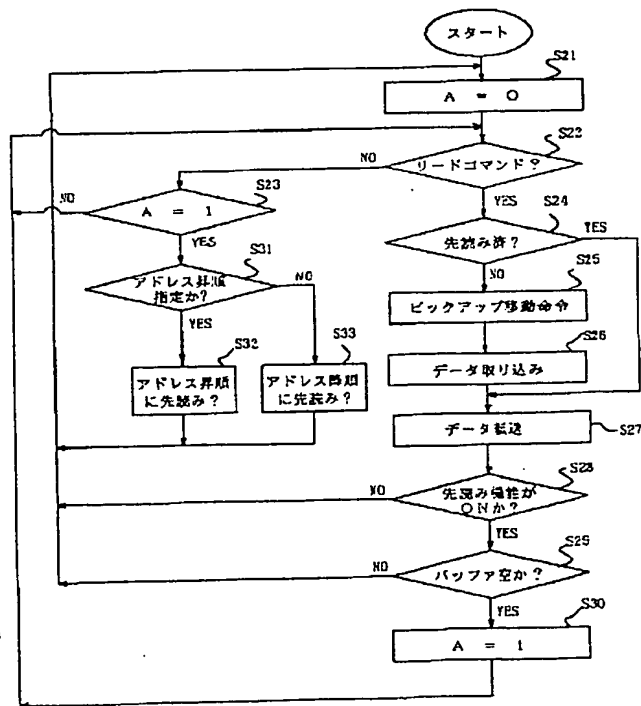 スタート
S21
A = 0
S22
リードコマンド?
NO
YES
S23
A = 1
NO
YES
S24
先読み済?
YES
NO
S31
アドレス昇順
指定か?
NO
YES
S25
ピックアップ移動命令
S32
アドレス昇順
に先読み?
S33
アドレス降順
に先読み?
S26
データ取り込み
データ転送
S27
S28
先読み属性が
ONか?
NO
YES
S29
バッファ空か?
NO
YES
S30
A = 1